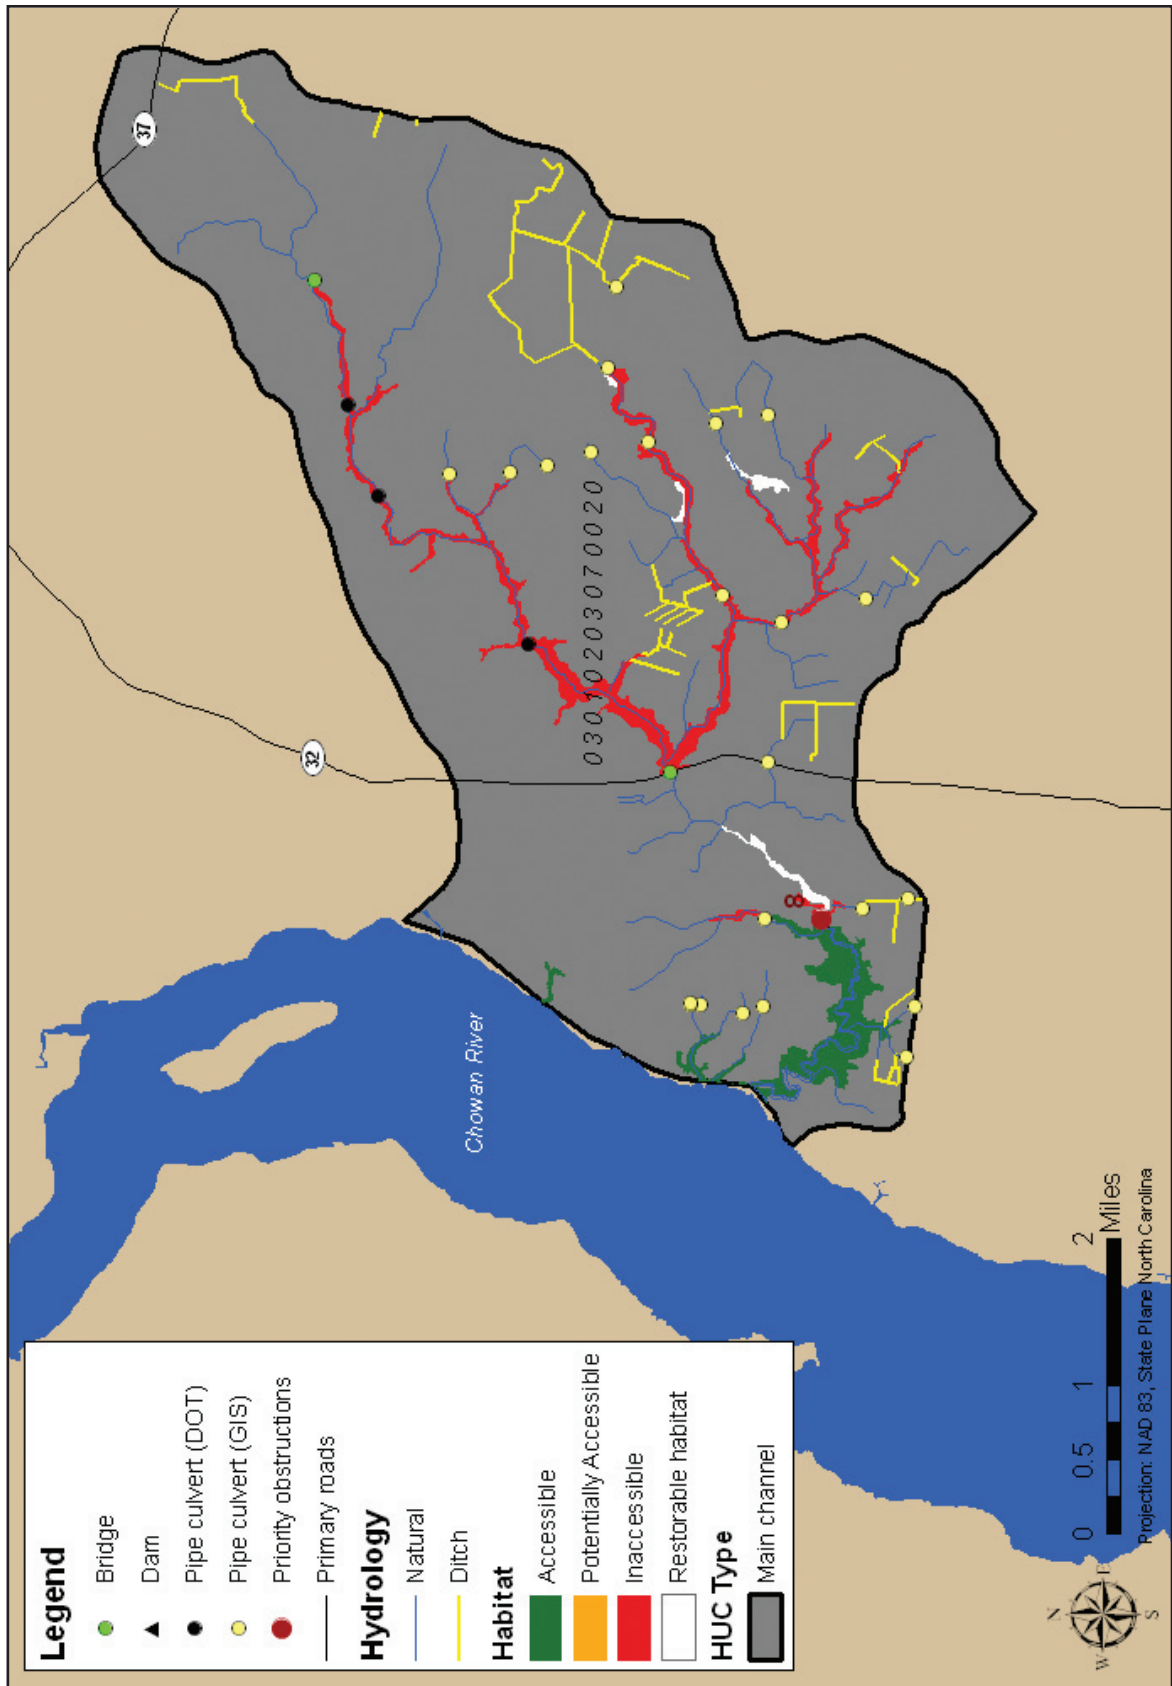 37
32
03010203070020
8
Chowan River
Legend
Bridge
Dam
Pipe culvert (DOT)
Pipe culvert (GIS)
Priority obstructions
Primary roads
Hydrology
Natural
Ditch
Habitat
Accessible
Potentially Accessible
Inaccessible
Restorable habitat
HUC Type
Main channel
N
W E
S
0 0.5 1 2
Miles
Projection: NAD 83, State Plane North Carolina